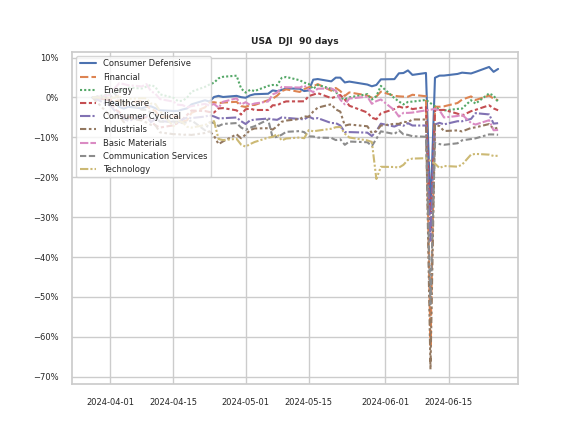 USA  DJI  90 days
10%
0%
−10%
−20%
−30%
−40%
−50%
−60%
−70%
Consumer Defensive
Financial
Energy
Healthcare
Consumer Cyclical
Industrials
Basic Materials
Communication Services
Technology
2024-04-01 2024-04-15 2024-05-01 2024-05-15 2024-06-01 2024-06-15